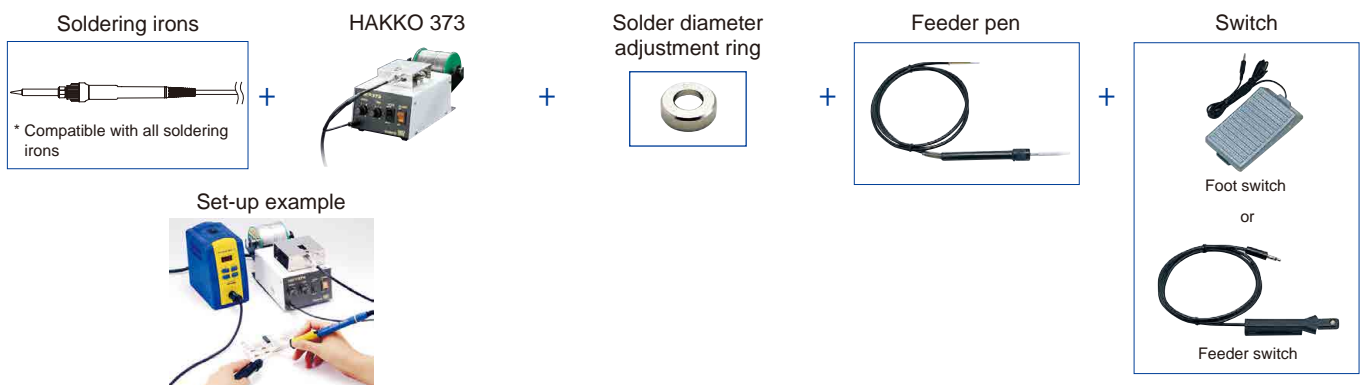 Soldering irons
* Compatible with all soldering
irons
HAKKO 373
Solder diameter
adjustment ring
Feeder pen
Switch
Foot switch
or
Feeder switch
Set-up example